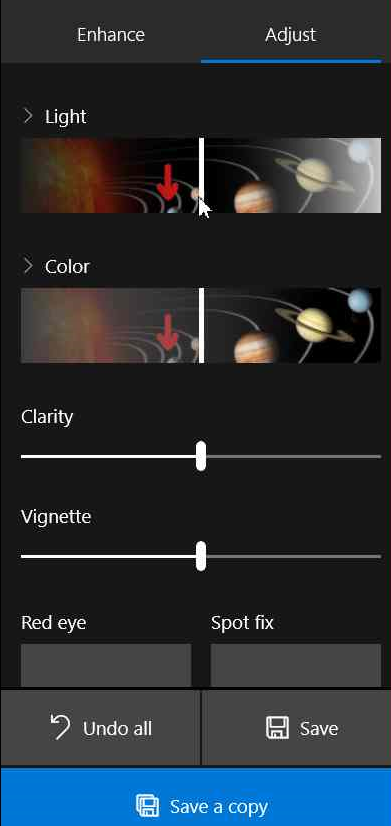 Enhance Adjust
Light
Color
Clarity
Vignette
Red eye Spot fix
Undo all Save
Save a copy